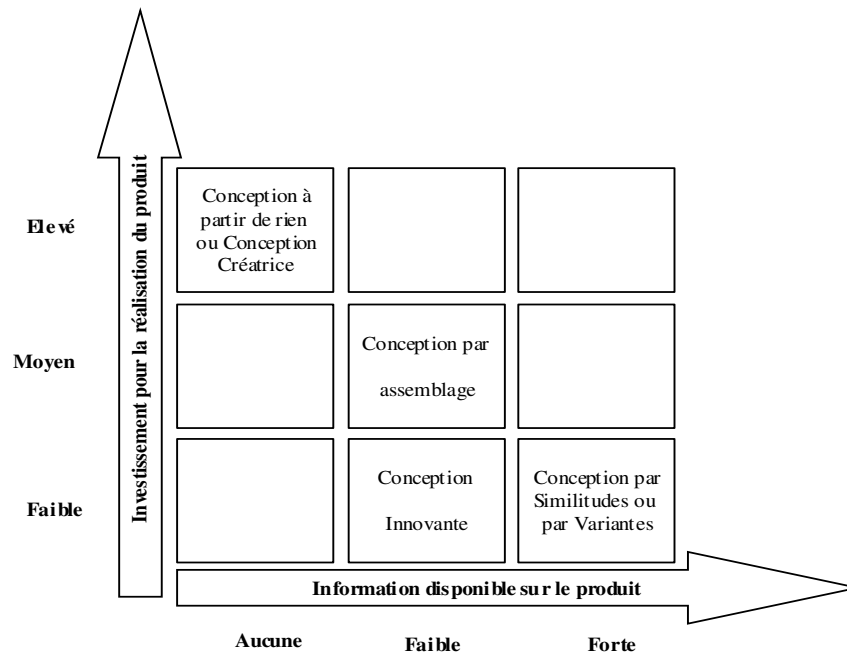 Investissement pour la réalisation du produit
Elevé
Conception à
partir de rien
ou Conception
Créatrice
Moyen
Conception par
assemblage
Faible
Conception
Innovante
Conception par
Similitudes ou
par Variantes
Information disponible sur le produit
Aucune
Faible
Forte